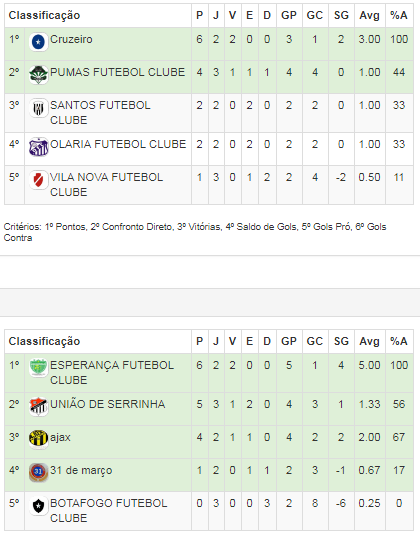 Classificação P J V E D GP GC SG Avg %A
1º Cruzeiro 6 2 2 0 0 3 1 2 3.00 100
2º PUMAS FUTEBOL CLUBE 4 3 1 1 1 4 4 0 1.00 44
3º SANTOS FUTEBOL CLUBE 2 2 0 2 0 2 2 0 1.00 33
4º OLARIA FUTEBOL CLUBE 2 2 0 2 0 2 2 0 1.00 33
5º VILA NOVA FUTEBOL CLUBE 1 3 0 1 2 2 4 -2 0.50 11
Critérios: 1º Pontos, 2º Confronto Direto, 3º Vitórias, 4º Saldo de Gols, 5º Gols Pró, 6º Gols
Contra
Classificação P J V E D GP GC SG Avg %A
1º ESPERANÇA FUTEBOL CLUBE 6 2 2 0 0 5 1 4 5.00 100
2º UNIÃO DE SERRINHA 5 3 1 2 0 4 3 1 1.33 56
3º ajax 4 2 1 1 0 4 2 2 2.00 67
4º 31 31 de março 1 2 0 1 1 2 3 -1 0.67 17
5º BOTAFOGO FUTEBOL CLUBE 0 3 0 0 3 2 8 -6 0.25 0